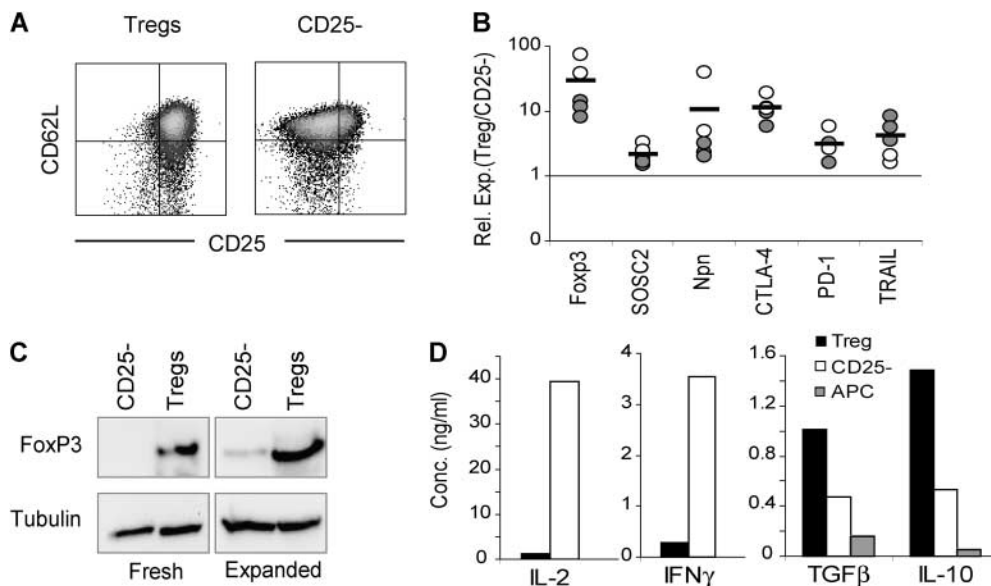 A
Tregs
CD25-
CD62L
CD25
B
Rel. Exp.(Treg/CD25-)
100
10
1
0
Foxp3
SOSC2
Npn
CTLA-4
PD-1
TRAIL
C
CD25-
Tregs
CD25-
Tregs
FoxP3
Tubulin
Fresh
Expanded
D
Conc. (ng/ml)
40
30
20
10
0
IL-2
4
3
2
1
0
IFNγ
Treg
CD25-
APC
1.6
1.2
0.8
0.4
0
TGFβ
IL-10